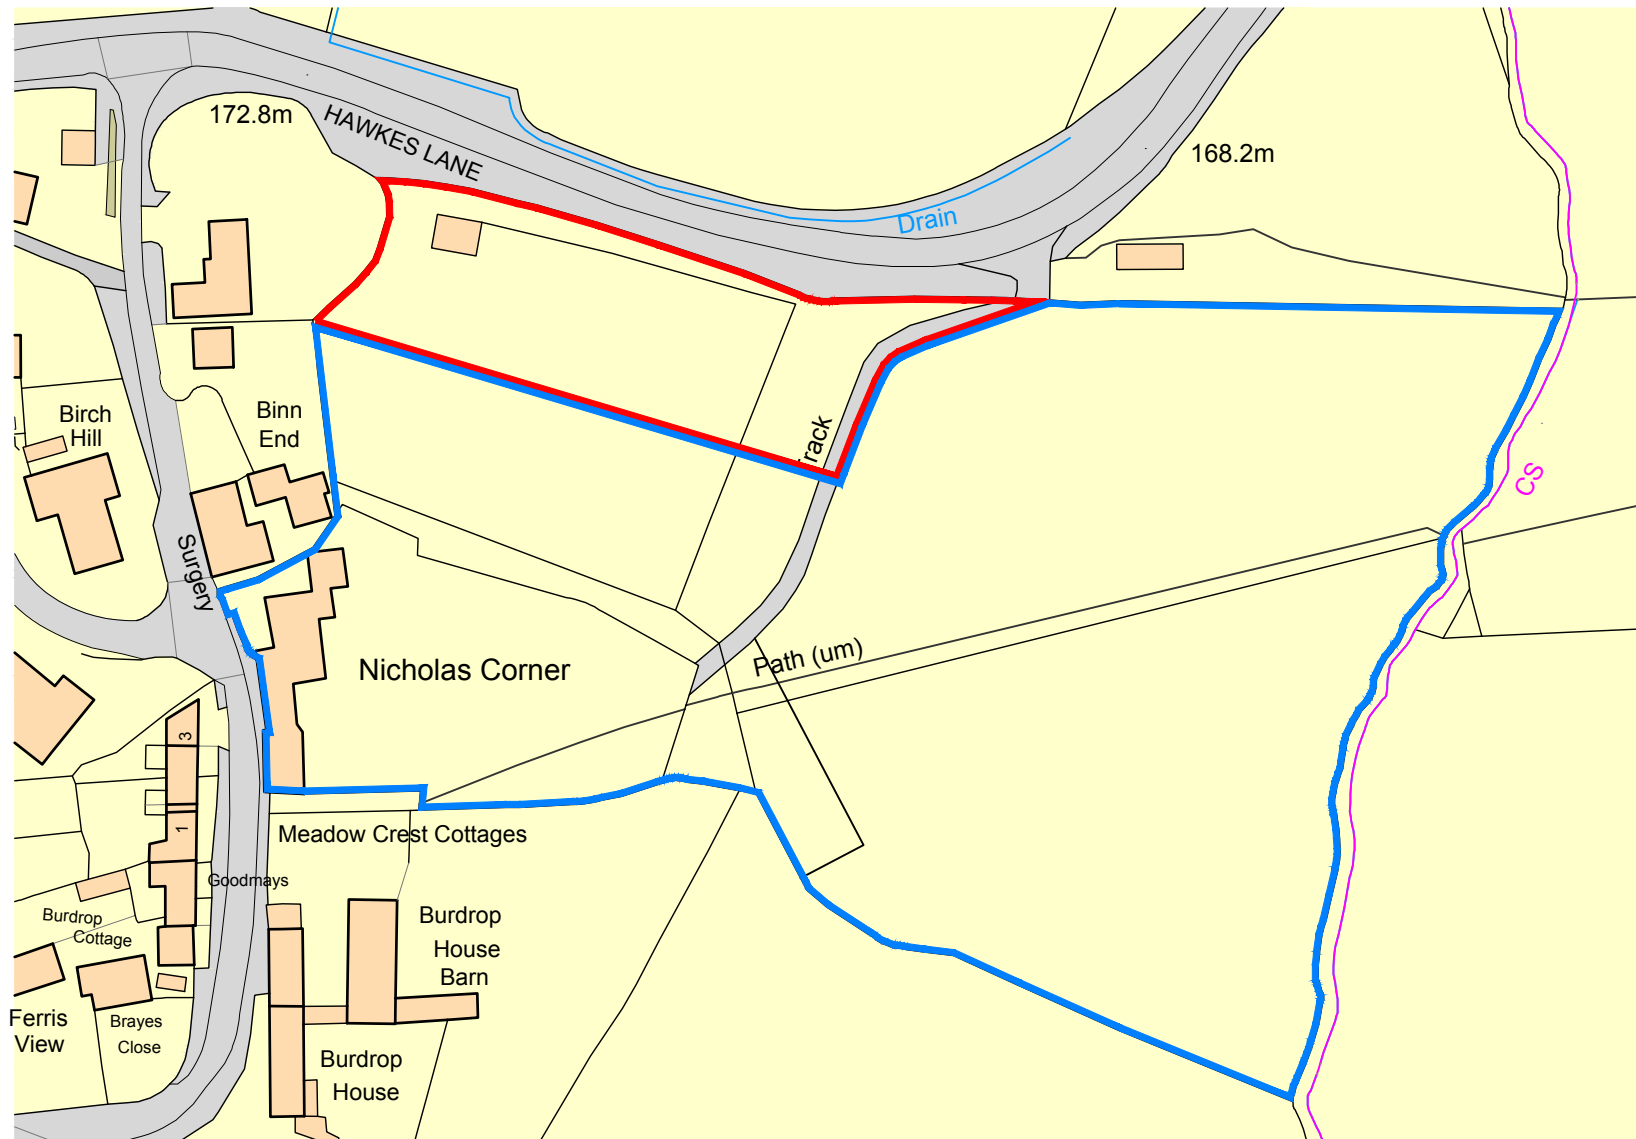 172.8m
HAWKES LANE
168.2m
Drain
Birch
Hill
Binn
End
Track
CS
Surgery
Path (um)
Nicholas Corner
3
1
Meadow Crest Cottages
Goodmays
Burdrop
Cottage
Burdrop
House
Barn
Ferris
View
Brayes
Close
Burdrop
House